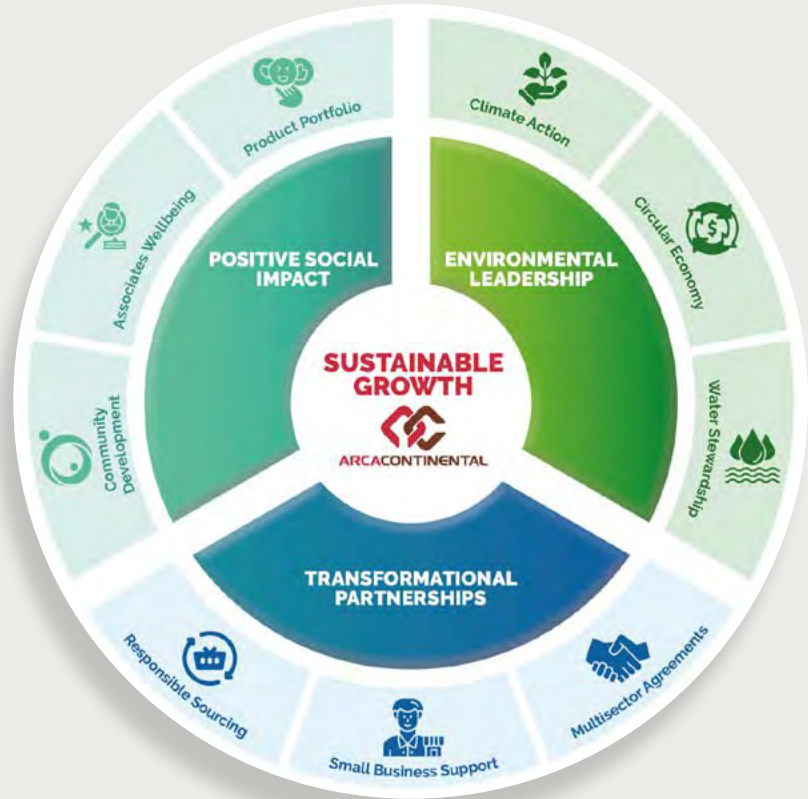 SUSTAINABLE
GROWTH
ARCACONTINENTAL
POSITIVE SOCIAL
IMPACT
Product Portfolio
Associates Wellbeing
Community
Development
ENVIRONMENTAL
LEADERSHIP
Climate Action
Circular Economy
Water Stewardship
TRANSFORMATIONAL
PARTNERSHIPS
Responsible Sourcing
Small Business Support
Multisector Agreements